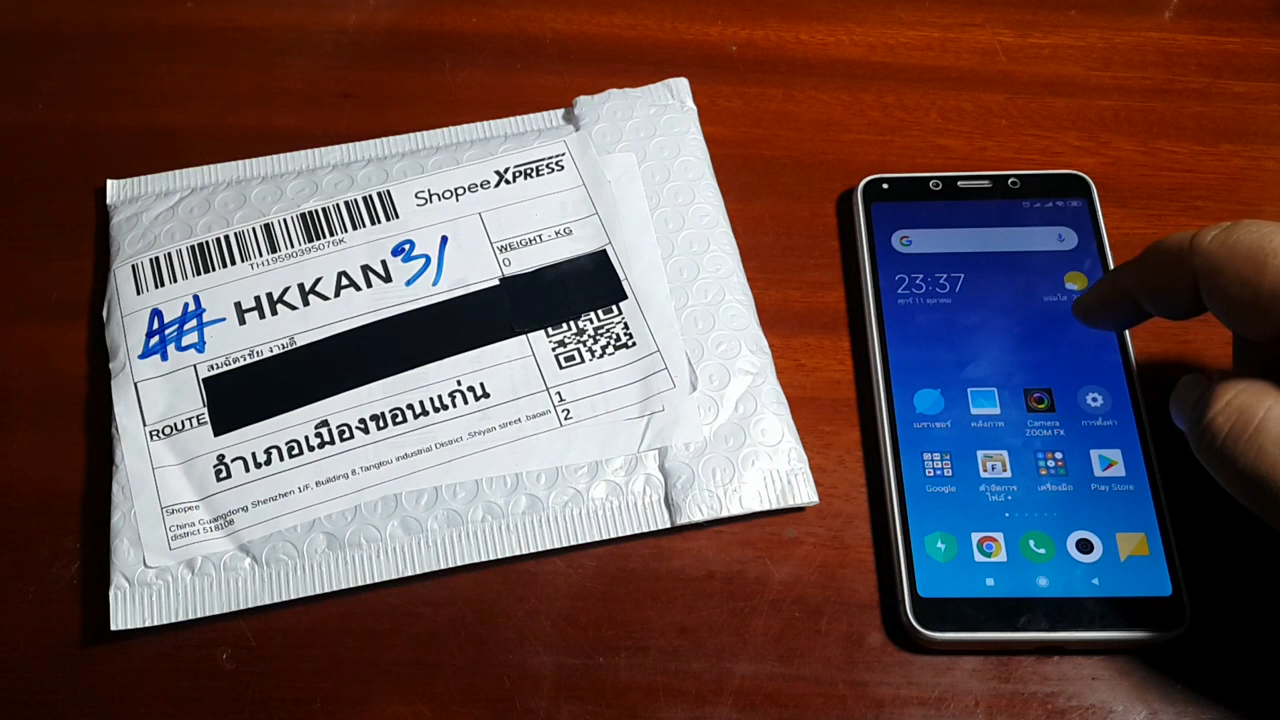 Shopee XPRESS
TH19590395076K
HKKAN 31
WEIGHT - KG
0
สมฉัตรชัย งามดี
ROUTE
1
2
อำเภอเมืองขอนแก่น
Shopee
China Guangdong Shenzhen 1/F, Building 8,Tangtou industrial District ,Shiyan street ,baoan
district 518108
23:37
ศุกร์ 11 ตุลาคม
เบราเซอร์
คลังภาพ
Camera
ZOOM FX
การตั้งค่า
Google
ตัวจัดการ
ไฟล์ +
เครื่องมือ
Play Store